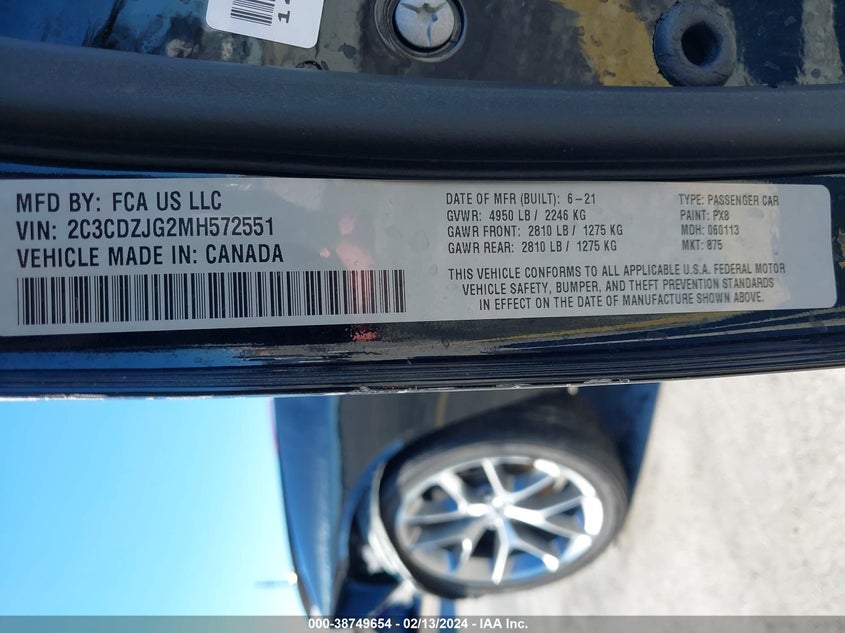 MFD BY: FCA US LLC
VIN: 2C3CDZJG2MH572551
VEHICLE MADE IN: CANADA
DATE OF MFR (BUILT): 6-21
GVWR: 4950 LB / 2246 KG
GAWR FRONT: 2810 LB / 1275 KG
GAWR REAR: 2810 LB / 1275 KG
TYPE: PASSENGER CAR
PAINT: PX8
MDH: 060113
MKT: 875
THIS VEHICLE CONFORMS TO ALL APPLICABLE U.S.A. FEDERAL MOTOR
VEHICLE SAFETY, BUMPER, AND THEFT PREVENTION STANDARDS
IN EFFECT ON THE DATE OF MANUFACTURE SHOWN ABOVE.
000-38749654 - 02/13/2024 - IAA Inc.